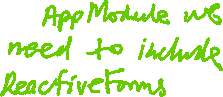 AppModule we
need to include
ReactiveForms